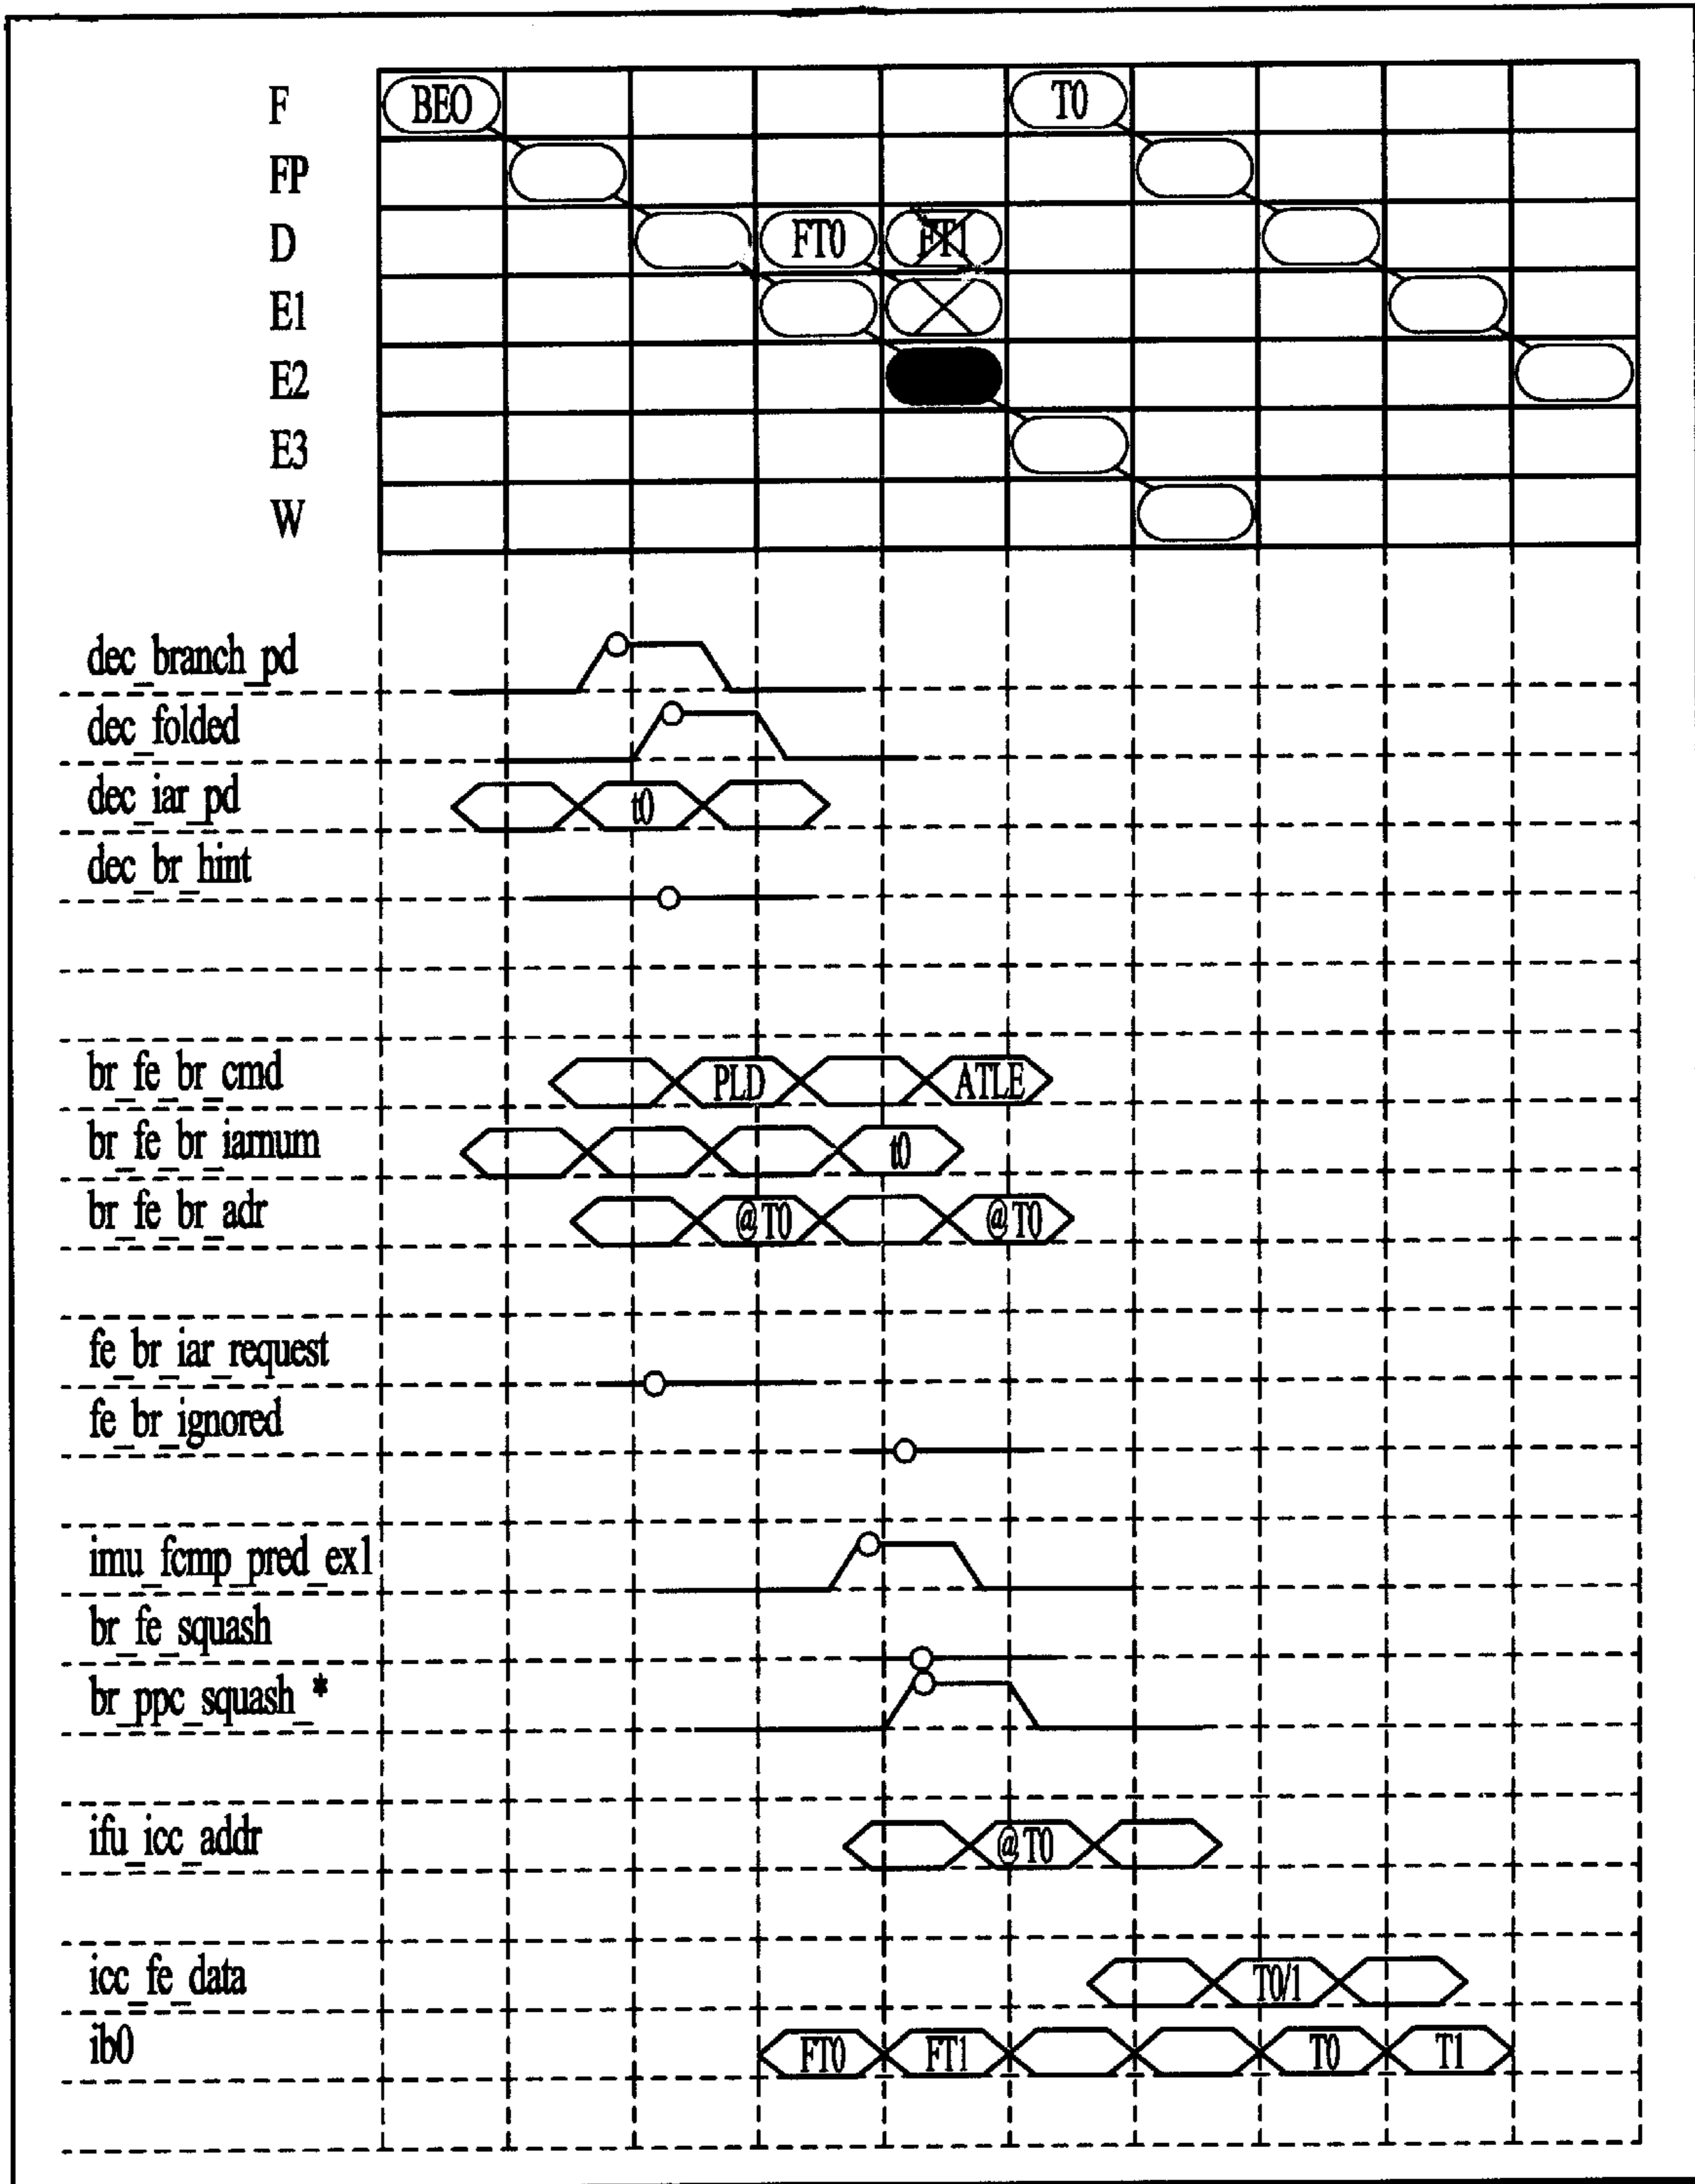 F BEO T0
FP
D FT0 FT1
E1
E2
E3
W
dec_branch_pd
dec_folded
dec_iar_pd t0
dec_br_hint
br_fe_br_cmd PLD ATLE
br_fe_br_iarnum t0
br_fe_br_adr @T0 @T0
fe_br_iar_request
fe_br_ignored
imu_fcmp_pred_ex1
br_fe_squash
br_ppc_squash_*
ifu_icc_addr @T0
icc_fe_data T0/1
ib0 FT0 FT1 T0 T1